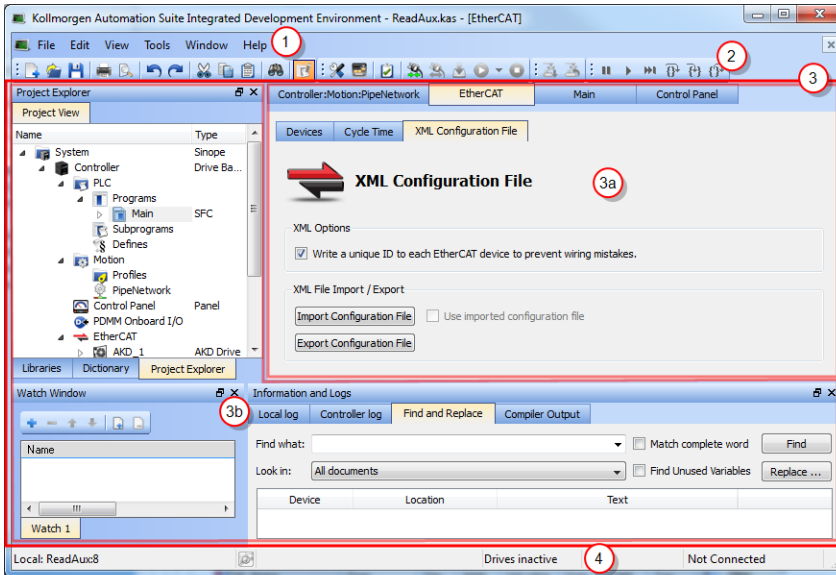 Kollmorgen Automation Suite Integrated Development Environment - ReadAux.kas - [EtherCAT]
File Edit View Tools Window Help
1
2
3
Project Explorer
Project View
Name Type
System Sinope
Controller Drive Ba...
PLC
Programs
Main SFC
Subprograms
Defines
Motion
Profiles
PipeNetwork
Control Panel Panel
PDMM Onboard I/O
EtherCAT
AKD_1 AKD Drive
Libraries Dictionary Project Explorer
Controller:Motion:PipeNetwork EtherCAT Main Control Panel
Devices Cycle Time XML Configuration File
XML Configuration File
3a
XML Options
Write a unique ID to each EtherCAT device to prevent wiring mistakes.
XML File Import / Export
Import Configuration File Use imported configuration file
Export Configuration File
Watch Window
3b
Name
Watch 1
Information and Logs
Local log Controller log Find and Replace Compiler Output
Find what: Match complete word Find
Look in: All documents Find Unused Variables Replace ...
Device Location Text
Local: ReadAux:8 Drives inactive 4 Not Connected